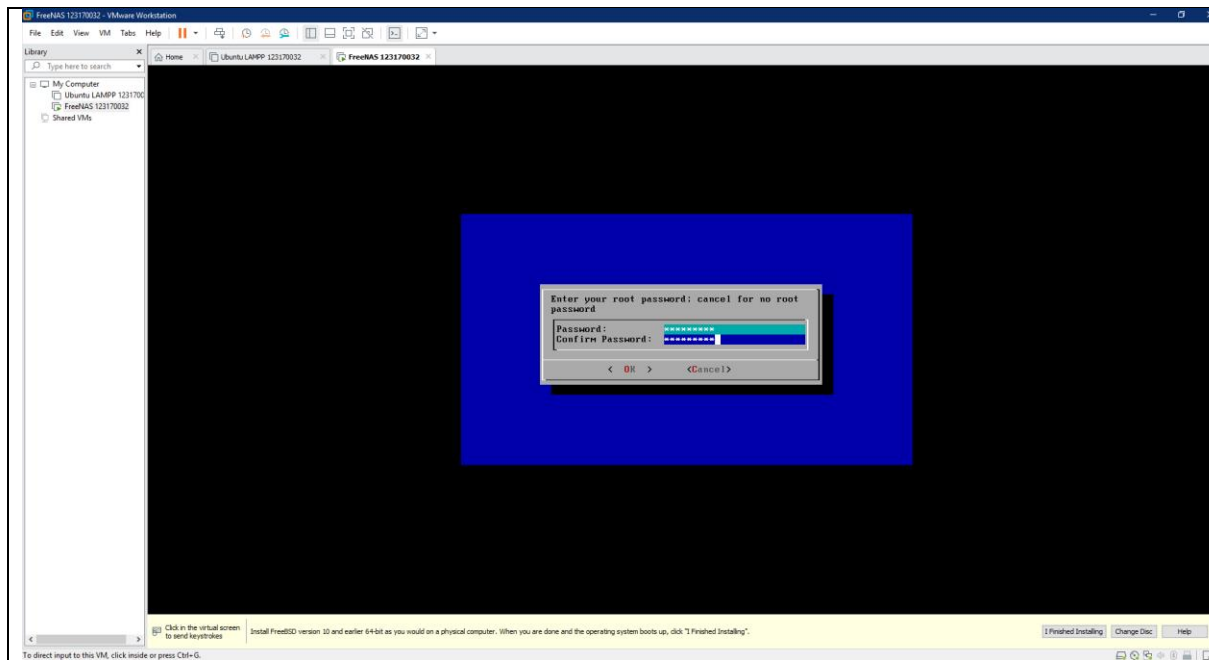 FreeNAS 123170032 - VMware Workstation
File Edit View VM Tabs Help
Library
Type here to search
My Computer
Ubuntu LAMPP 1231700
FreeNAS 123170032
Shared VMs
Home
Ubuntu LAMPP 123170032
FreeNAS 123170032
Enter your root password; cancel for no root
password
Password: *********
Confirm Password: *********
< OK > <Cancel>
Click in the virtual screen
to send keystrokes
Install FreeBSD version 10 and earlier 64-bit as you would on a physical computer. When you are done and the operating system boots up, click "I Finished Installing".
I Finished Installing
Change Disc
Help
To direct input to this VM, click inside or press Ctrl+G.